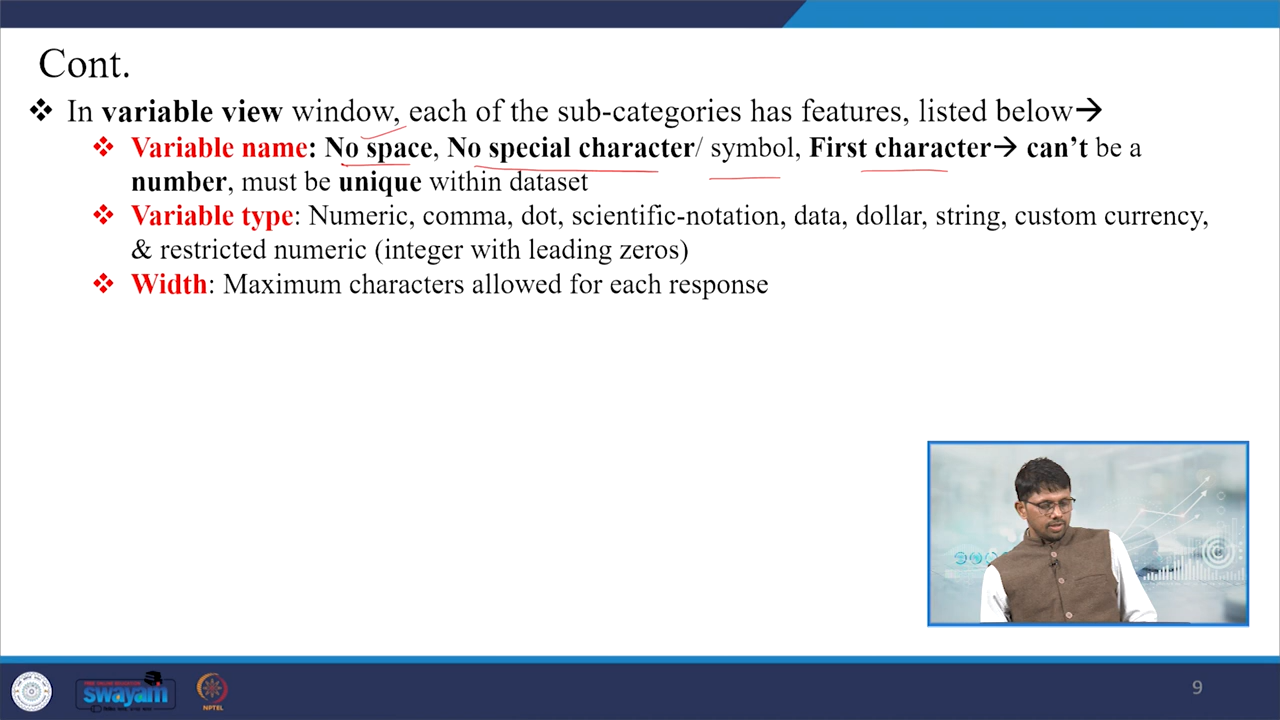 Cont.
❖ In variable view window, each of the sub-categories has features, listed below→
❖ Variable name: No space, No special character/ symbol, First character→ can't be a
number, must be unique within dataset
❖ Variable type: Numeric, comma, dot, scientific-notation, data, dollar, string, custom currency,
& restricted numeric (integer with leading zeros)
❖ Width: Maximum characters allowed for each response
swayam
NPTEL
9